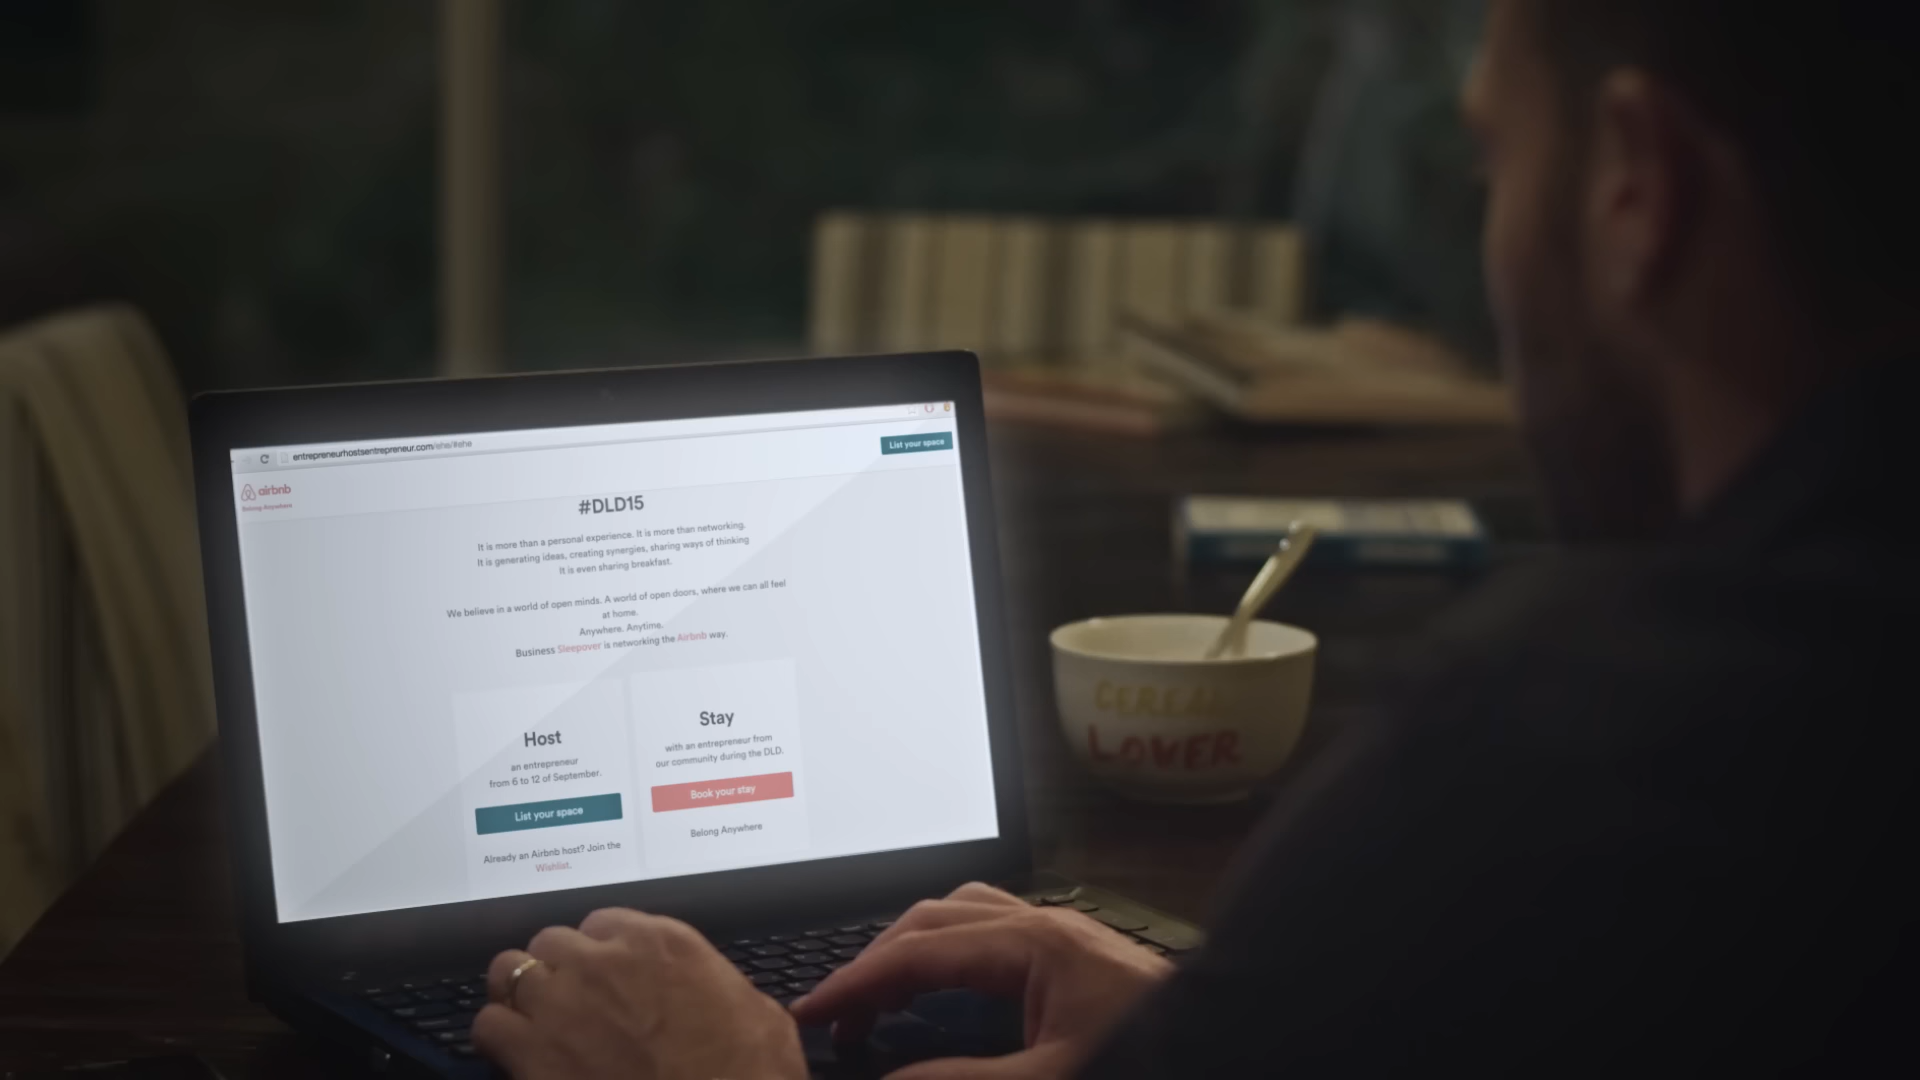 entrepreneurhostsentrepreneur.com/ehe/#ehe
List your space
airbnb
Belong Anywhere
#DLD15
It is more than a personal experience. It is more than networking.
It is generating ideas, creating synergies, sharing ways of thinking
It is even sharing breakfast.
We believe in a world of open minds. A world of open doors, where we can all feel
at home.
Anywhere. Anytime.
Business Sleepover is networking the Airbnb way.
Host
an entrepreneur
from 6 to 12 of September.
List your space
Already an Airbnb host? Join the
Wishlist.
Stay
with an entrepreneur from
our community during the DLD.
Book your stay
Belong Anywhere
CEREAL
LOVER